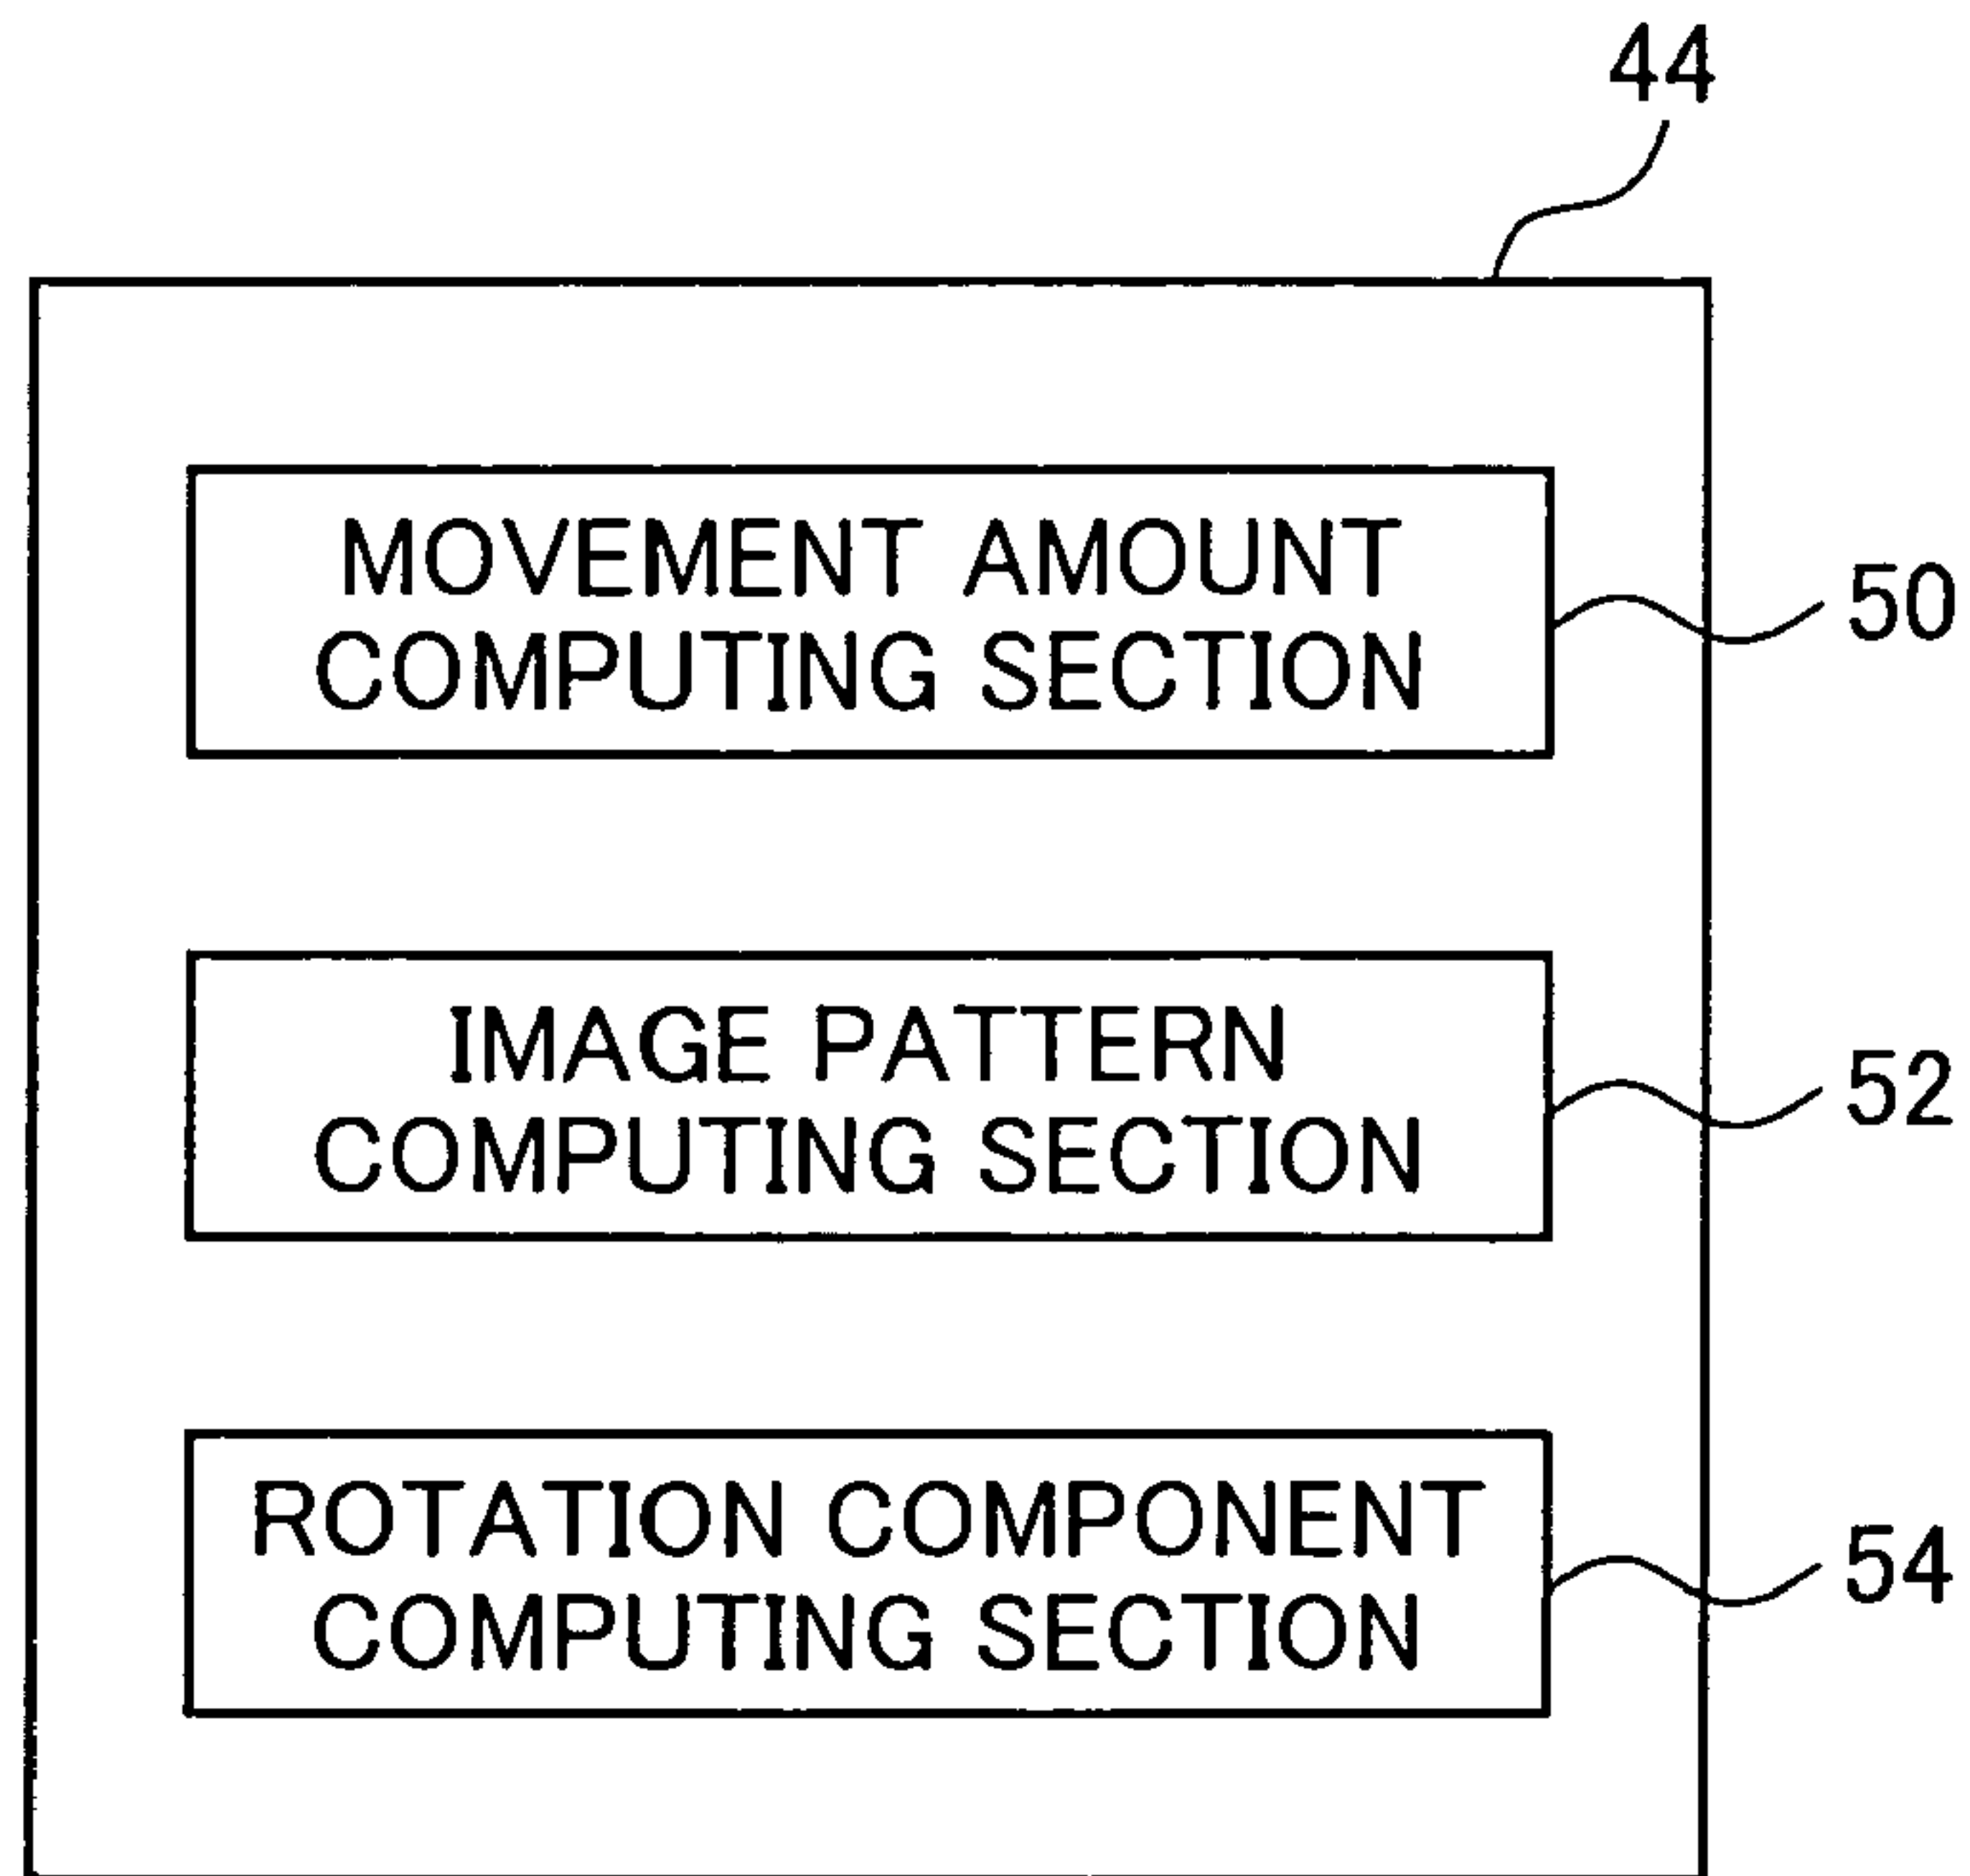 44
MOVEMENT AMOUNT
COMPUTING SECTION
50
IMAGE PATTERN
COMPUTING SECTION
52
ROTATION COMPONENT
COMPUTING SECTION
54